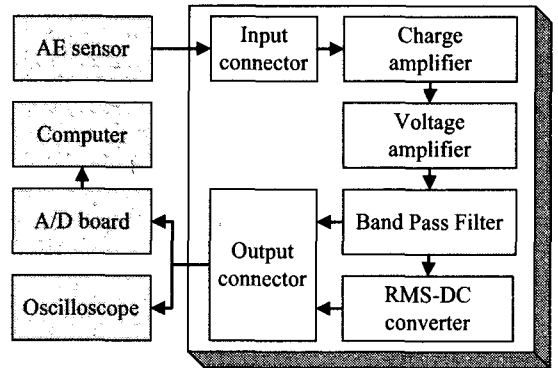 AE sensor
Input
connector
Charge
amplifier
Computer
Voltage
amplifier
A/D board
Output
connector
Band Pass Filter
Oscilloscope
RMS-DC
converter